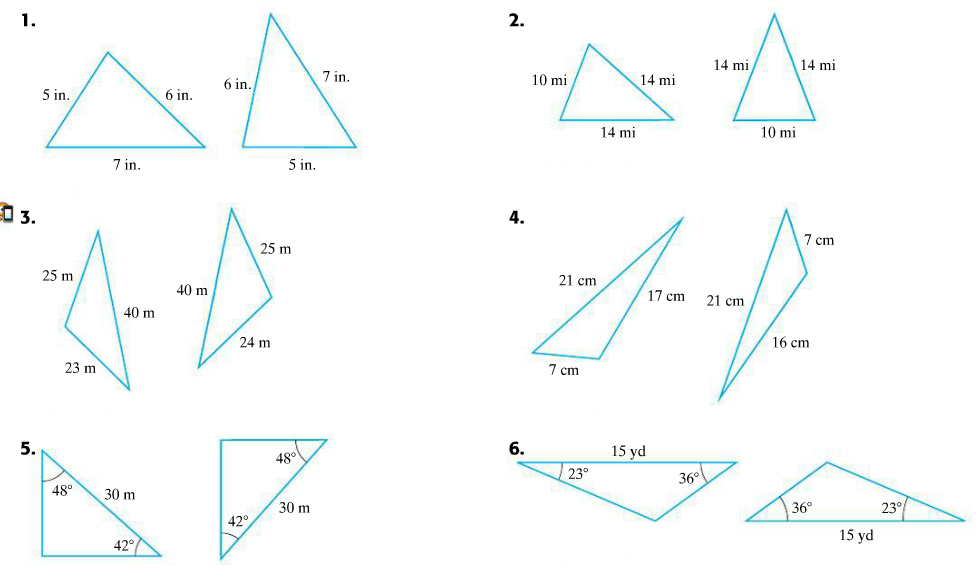 1.
5 in.
6 in.
7 in.
6 in.
7 in.
5 in.
2.
10 mi
14 mi
14 mi
14 mi
14 mi
10 mi
3.
25 m
40 m
23 m
25 m
40 m
24 m
4.
21 cm
17 cm
7 cm
7 cm
21 cm
16 cm
5.
48°
30 m
42°
48°
42°
30 m
6.
15 yd
23°
36°
36°
23°
15 yd